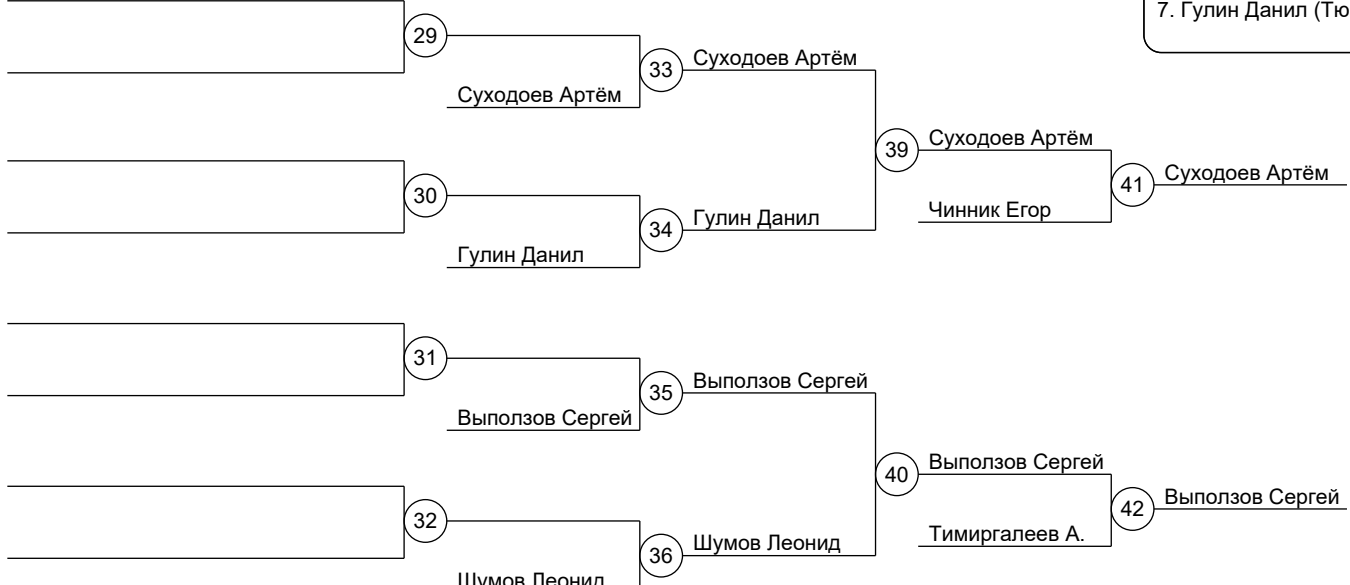 7. Гулин Данил (Тю
29
Суходоев Артём
33
Суходоев Артём
39
Суходоев Артём
41
Суходоев Артём
Чинник Егор
30
Гулин Данил
34
Гулин Данил
31
Выползов Сергей
35
Выползов Сергей
40
Выползов Сергей
42
Выползов Сергей
Тимиргалеев А.
32
Шумов Леонид
36
Шумов Леонид